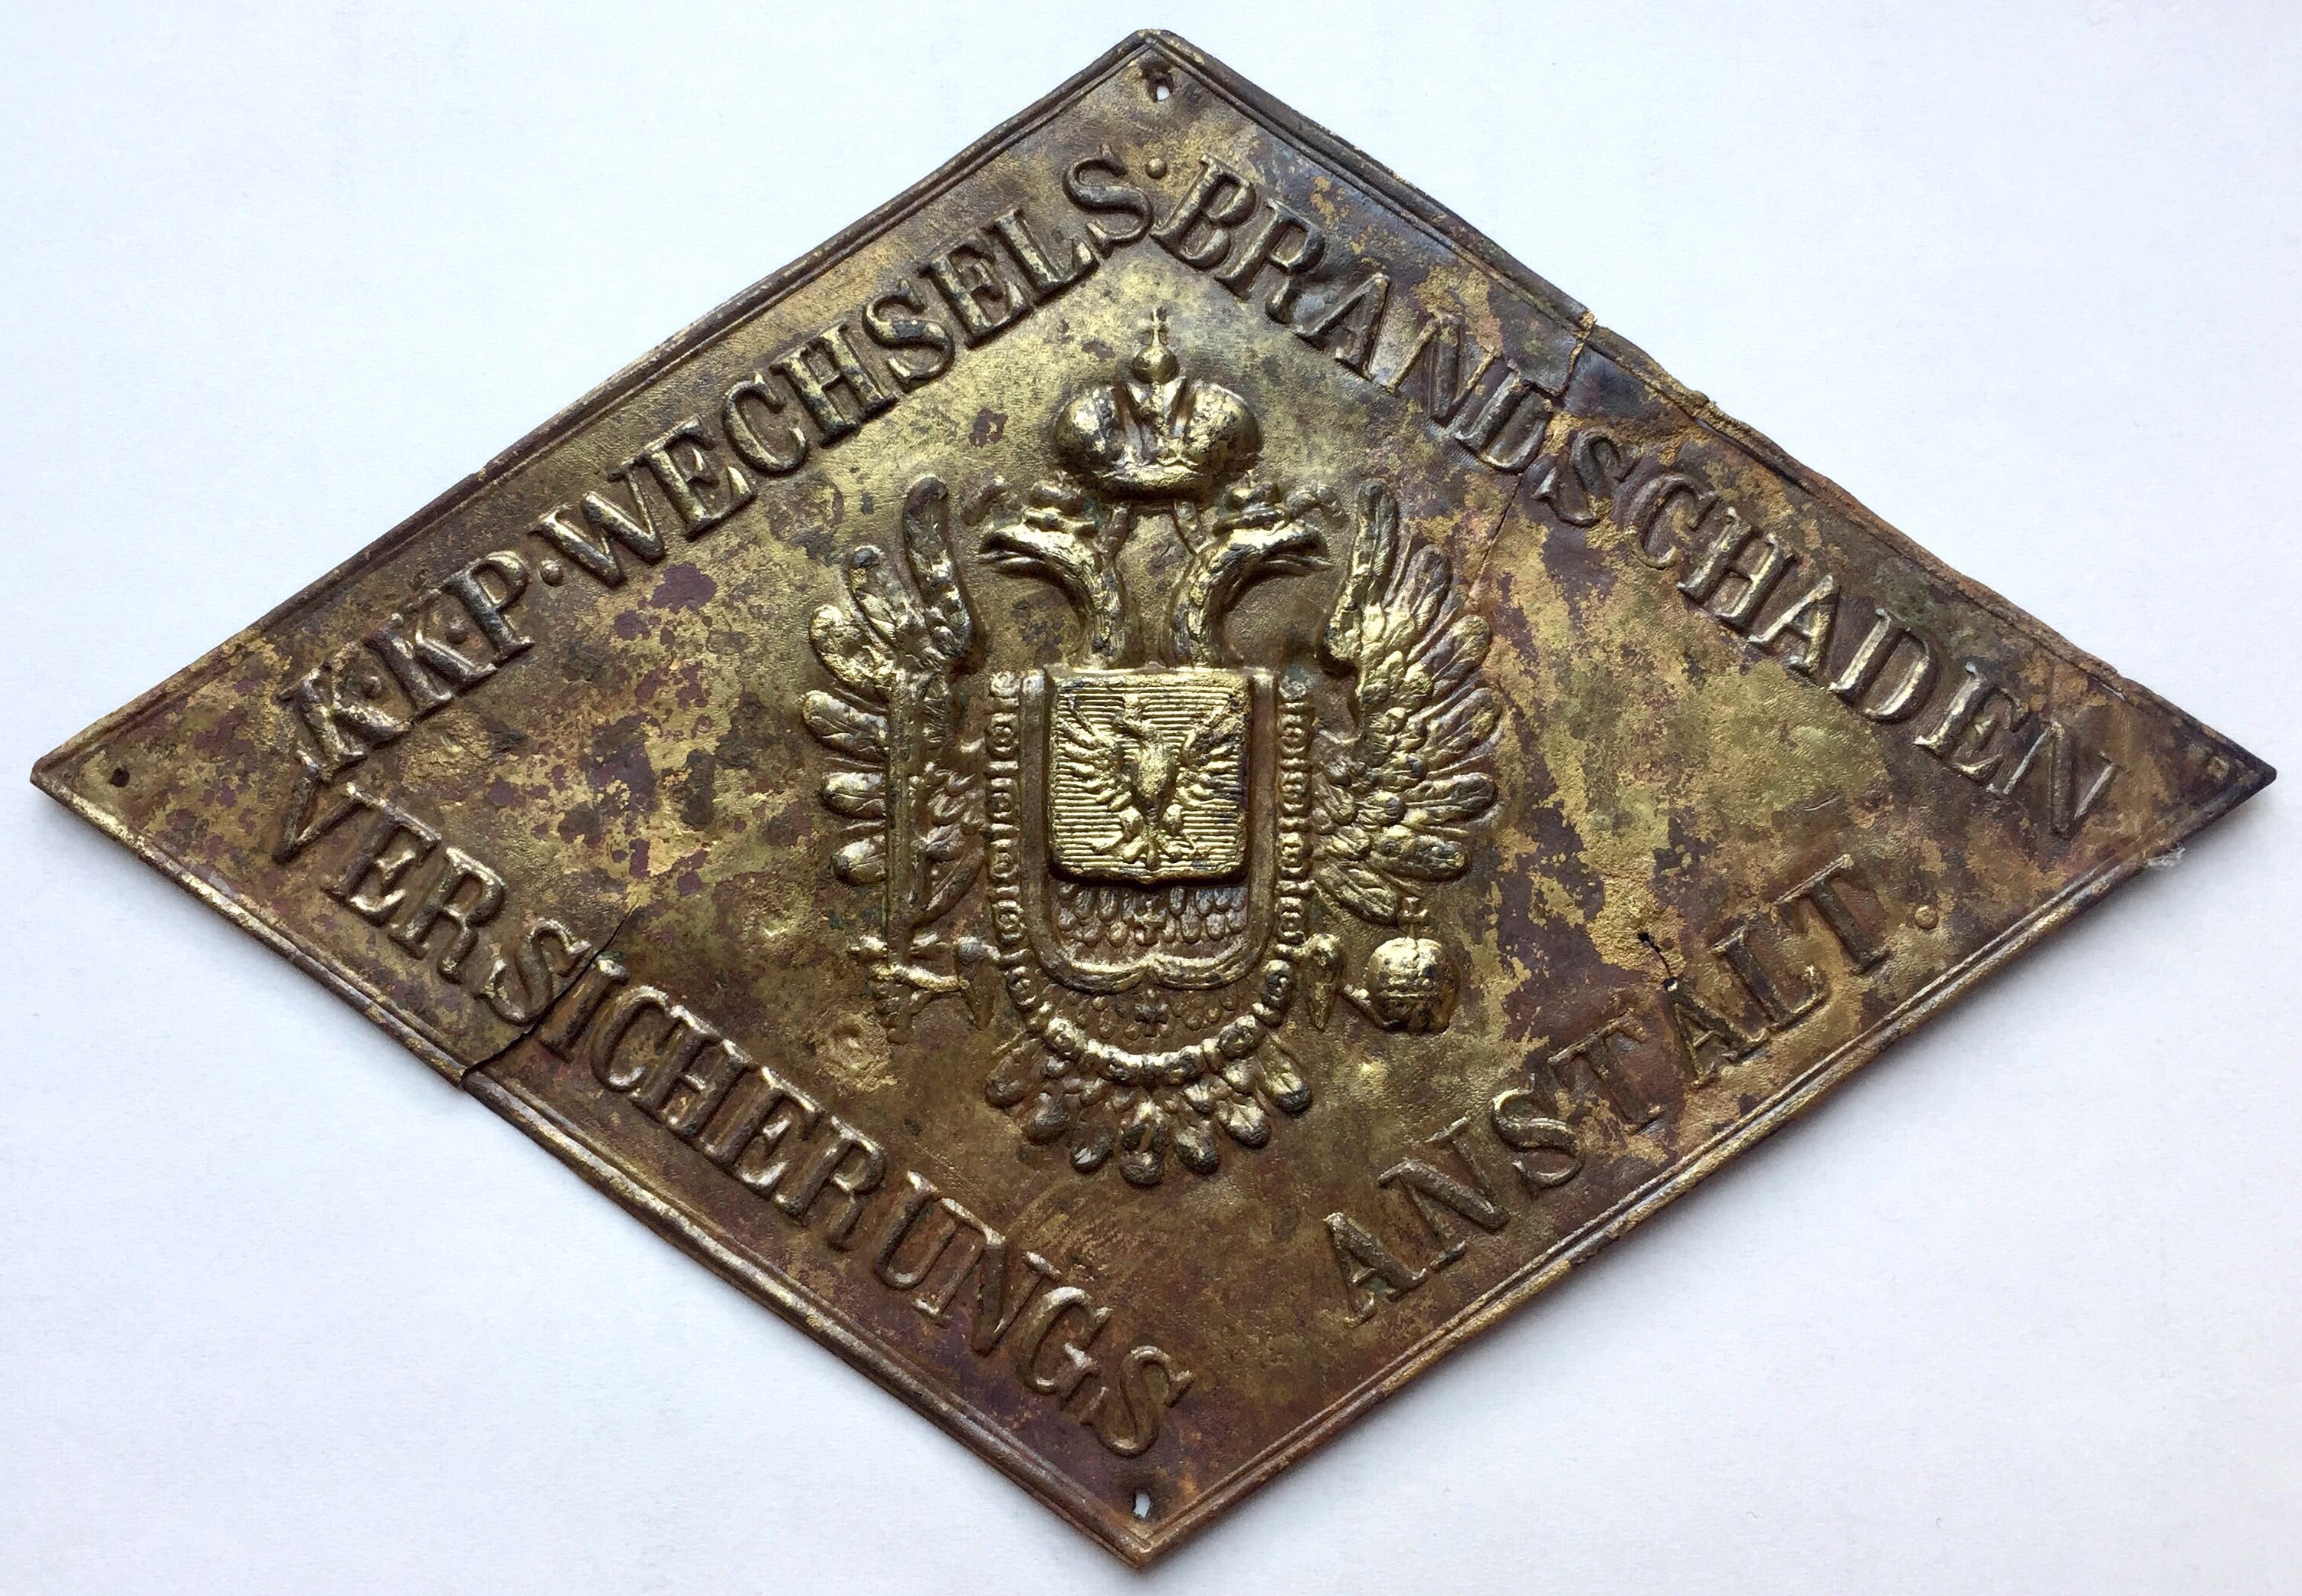 K·K·P·WECHSELS·BRANDSCHADEN
VERSICHERUNGS ANSTALT.